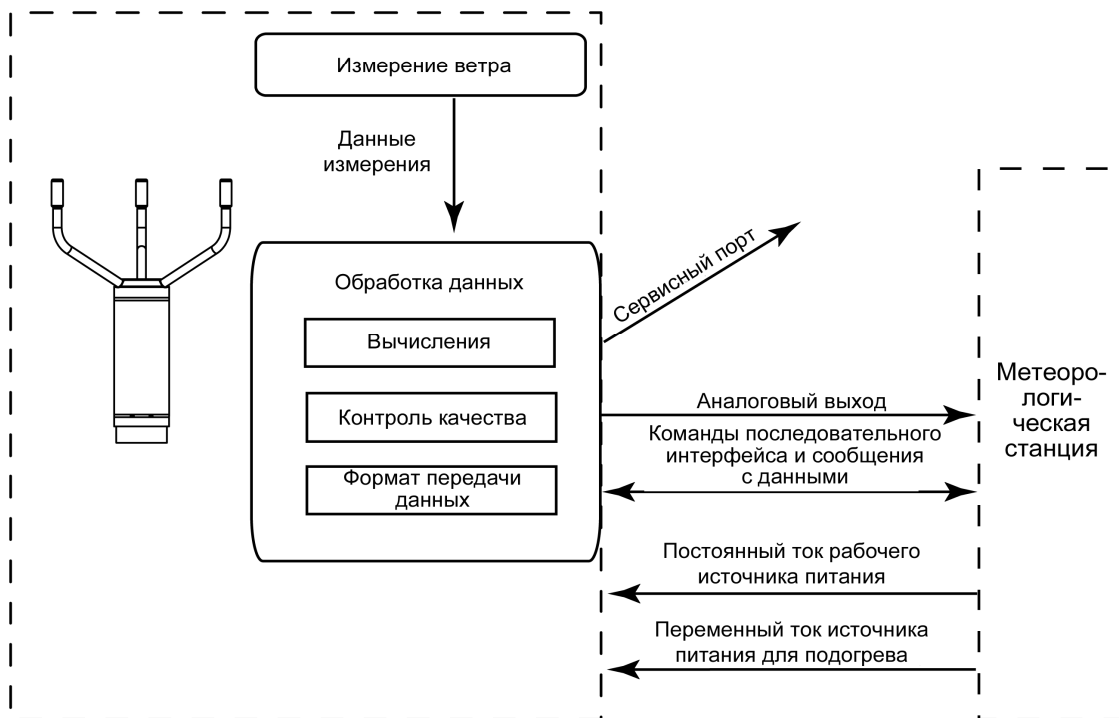 Измерение ветра
Данные
измерения
Обработка данных
Вычисления
Контроль качества
Формат передачи
данных
Сервисный порт
Аналоговый выход
Команды последовательного
интерфейса и сообщения
с данными
Постоянный ток рабочего
источника питания
Переменный ток источника
питания для подогрева
Метеоро-
логи-
ческая
станция